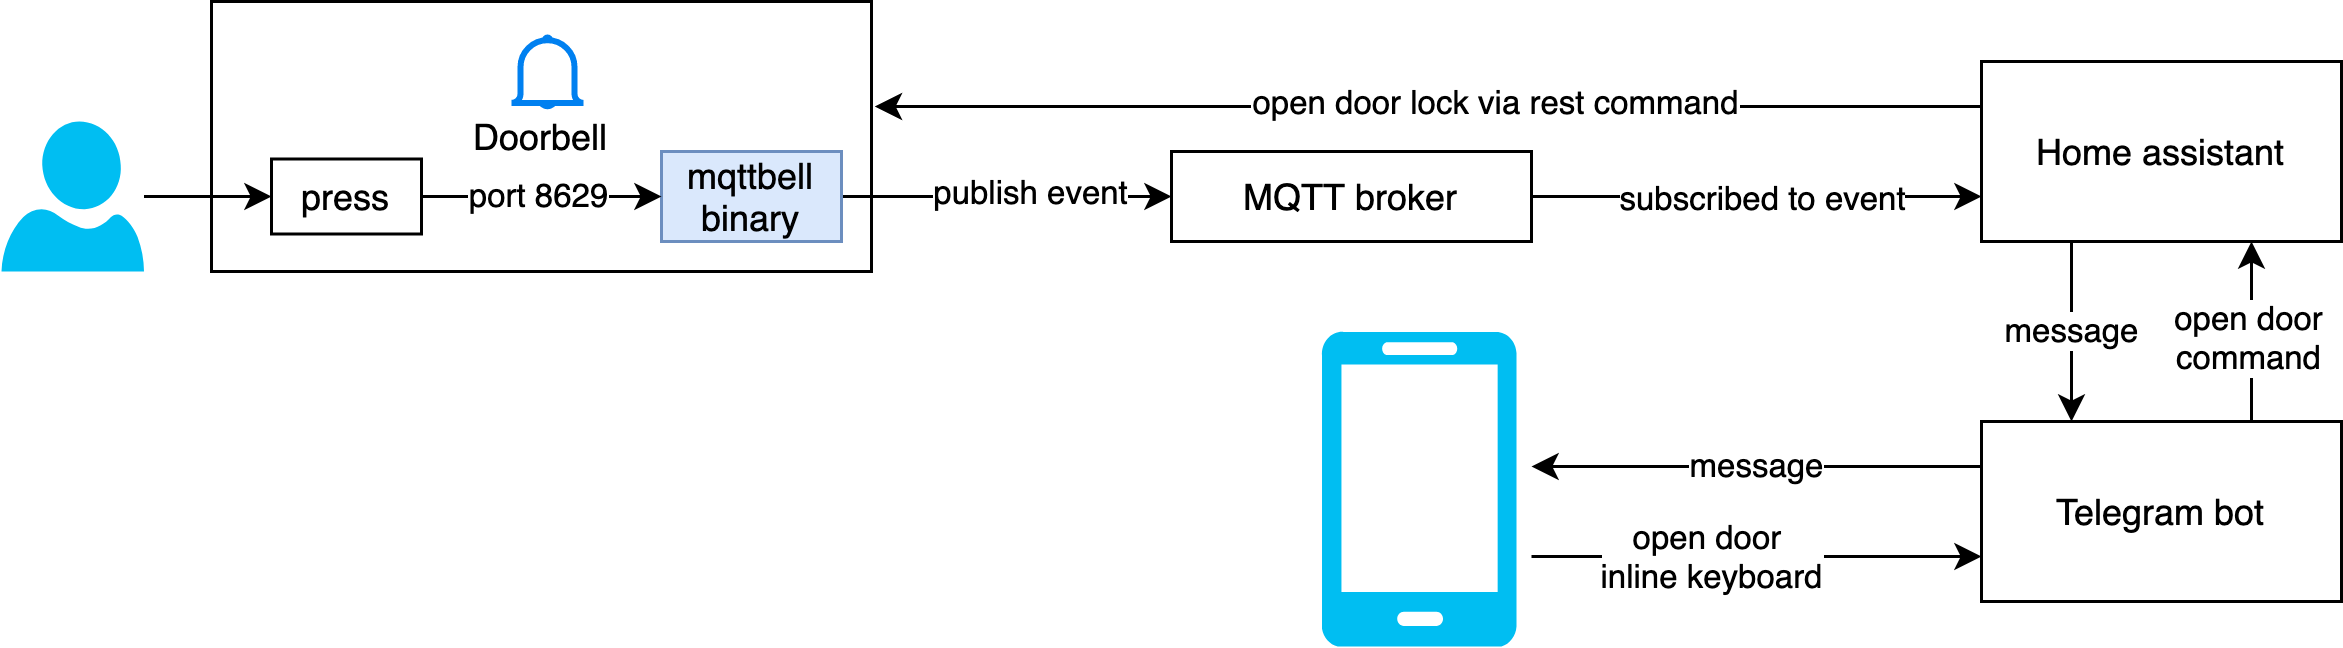 Doorbell
press
port 8629
mqttbell
binary
publish event
MQTT broker
subscribed to event
open door lock via rest command
Home assistant
message
open door
command
Telegram bot
message
open door
inline keyboard